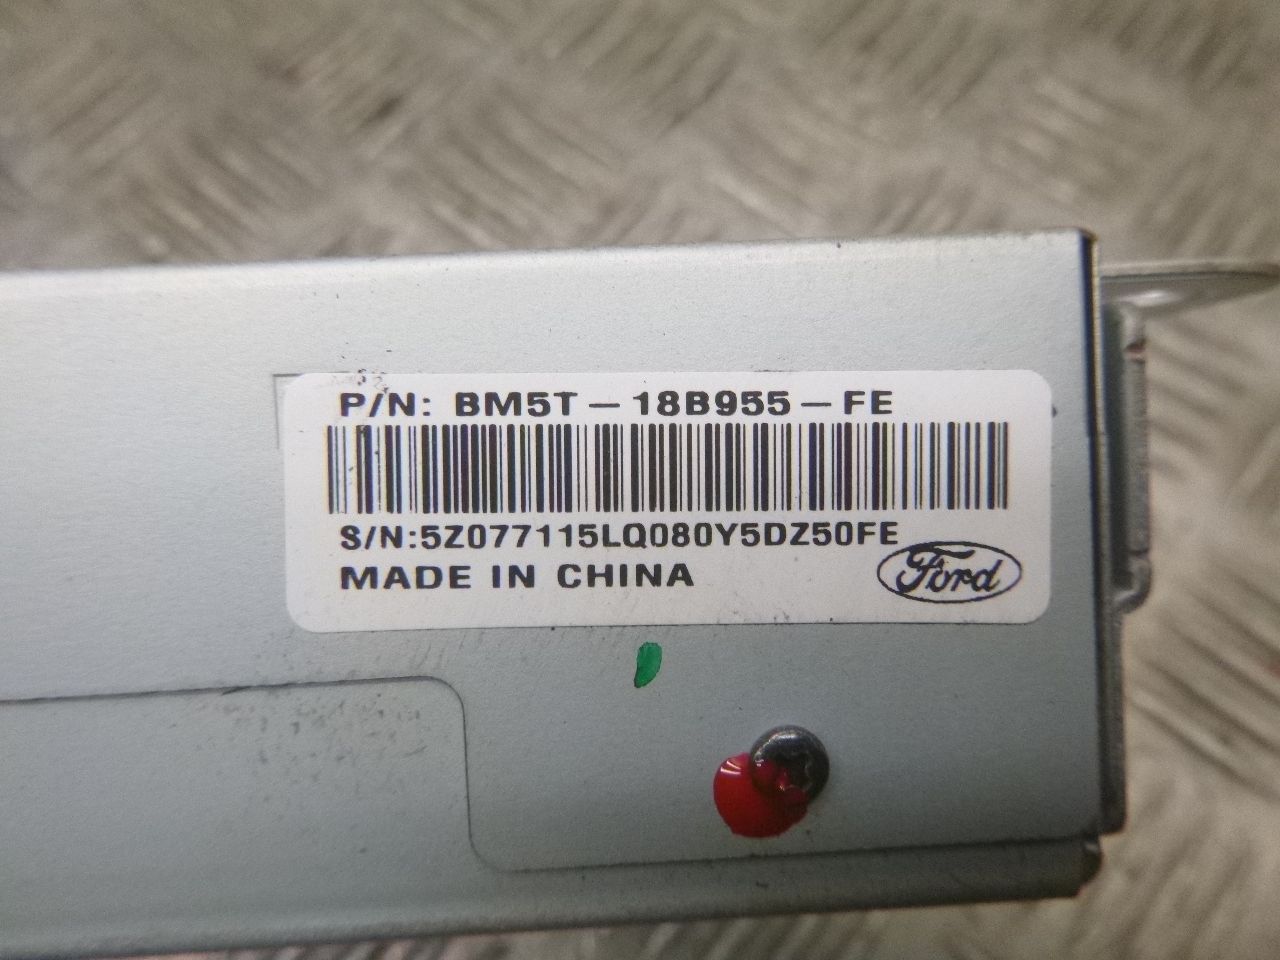 P/N: BM5T-18B955-FE
S/N:5Z077115LQ080Y5DZ50FE
MADE IN CHINA
Ford